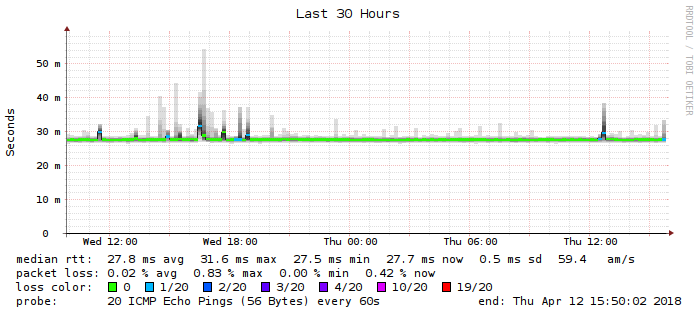 Last 30 Hours
RRDTOOL / TOBI OETIKER
Seconds
50 m
40 m
30 m
20 m
10 m
0
Wed 12:00 Wed 18:00 Thu 00:00 Thu 06:00 Thu 12:00
median rtt: 27.8 ms avg 31.6 ms max 27.5 ms min 27.7 ms now 0.5 ms sd 59.4 am/s
packet loss: 0.02 % avg 0.83 % max 0.00 % min 0.42 % now
loss color: 0 1/20 2/20 3/20 4/20 10/20 19/20
probe: 20 ICMP Echo Pings (56 Bytes) every 60s end: Thu Apr 12 15:50:02 2018